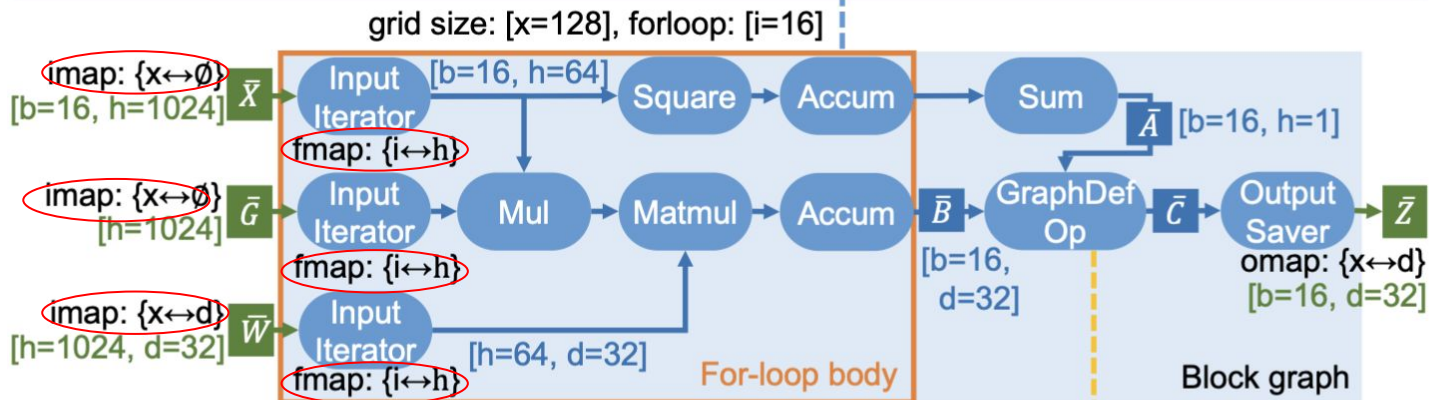 grid size: [x=128], forloop: [i=16]
imap: {x↔∅}
[b=16, h=1024]
X̄
Input
Iterator
fmap: {i↔h}
[b=16, h=64]
Square
Accum
Sum
Ā
[b=16, h=1]
imap: {x↔∅}
[h=1024]
Ḡ
Input
Iterator
fmap: {i↔h}
Mul
Matmul
Accum
B̄
[b=16,
d=32]
GraphDef
Op
C̄
Output
Saver
Z̄
omap: {x↔d}
[b=16, d=32]
imap: {x↔d}
[h=1024, d=32]
W̄
Input
Iterator
fmap: {i↔h}
[h=64, d=32]
For-loop body
Block graph